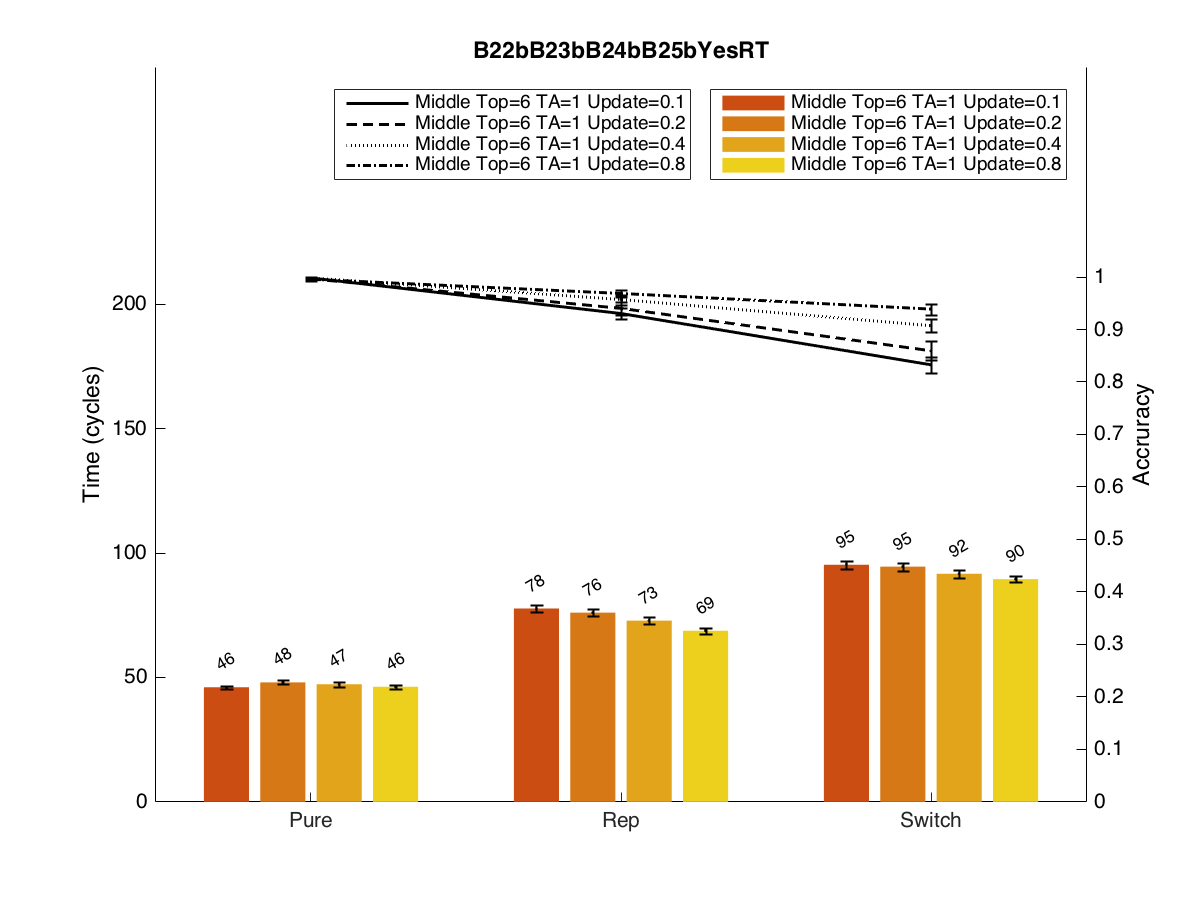 B22bB23bB24bB25bYesRT
Middle Top=6 TA=1 Update=0.1
Middle Top=6 TA=1 Update=0.2
Middle Top=6 TA=1 Update=0.4
Middle Top=6 TA=1 Update=0.8
Middle Top=6 TA=1 Update=0.1
Middle Top=6 TA=1 Update=0.2
Middle Top=6 TA=1 Update=0.4
Middle Top=6 TA=1 Update=0.8
Time (cycles)
200
150
100
50
0
46
48
47
46
78
76
73
69
95
95
92
90
Pure
Rep
Switch
1
0.9
0.8
0.7
0.6
0.5
0.4
0.3
0.2
0.1
0
Accruracy